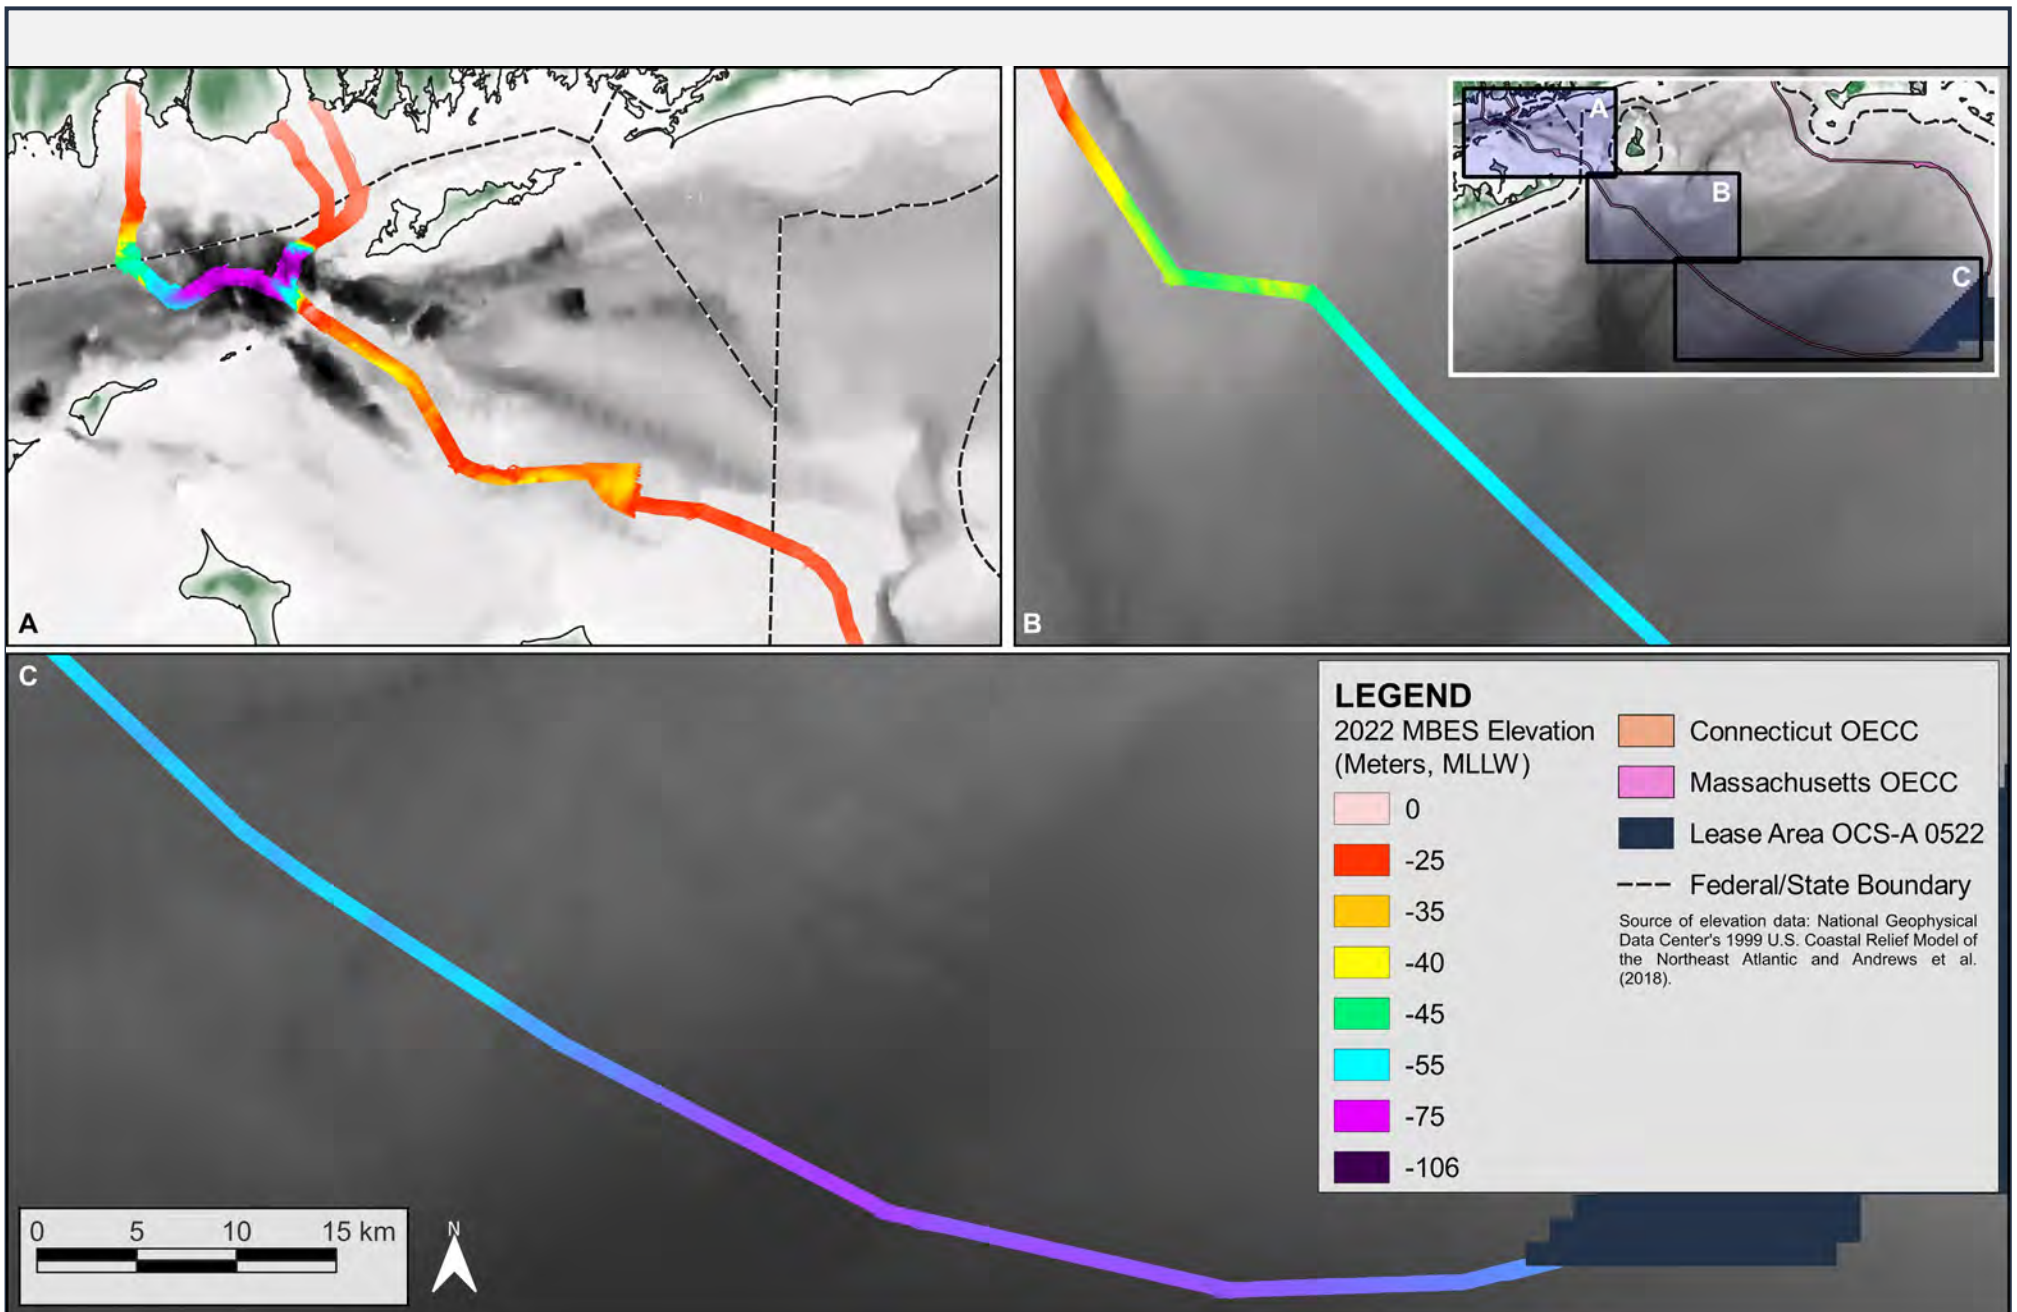 A
B
A
B
C
C
LEGEND
2022 MBES Elevation
(Meters, MLLW)
0
-25
-35
-40
-45
-55
-75
-106
Connecticut OECC
Massachusetts OECC
Lease Area OCS-A 0522
Federal/State Boundary
Source of elevation data: National Geophysical
Data Center's 1999 U.S. Coastal Relief Model of
the Northeast Atlantic and Andrews et al.
(2018).
0 5 10 15 km
N